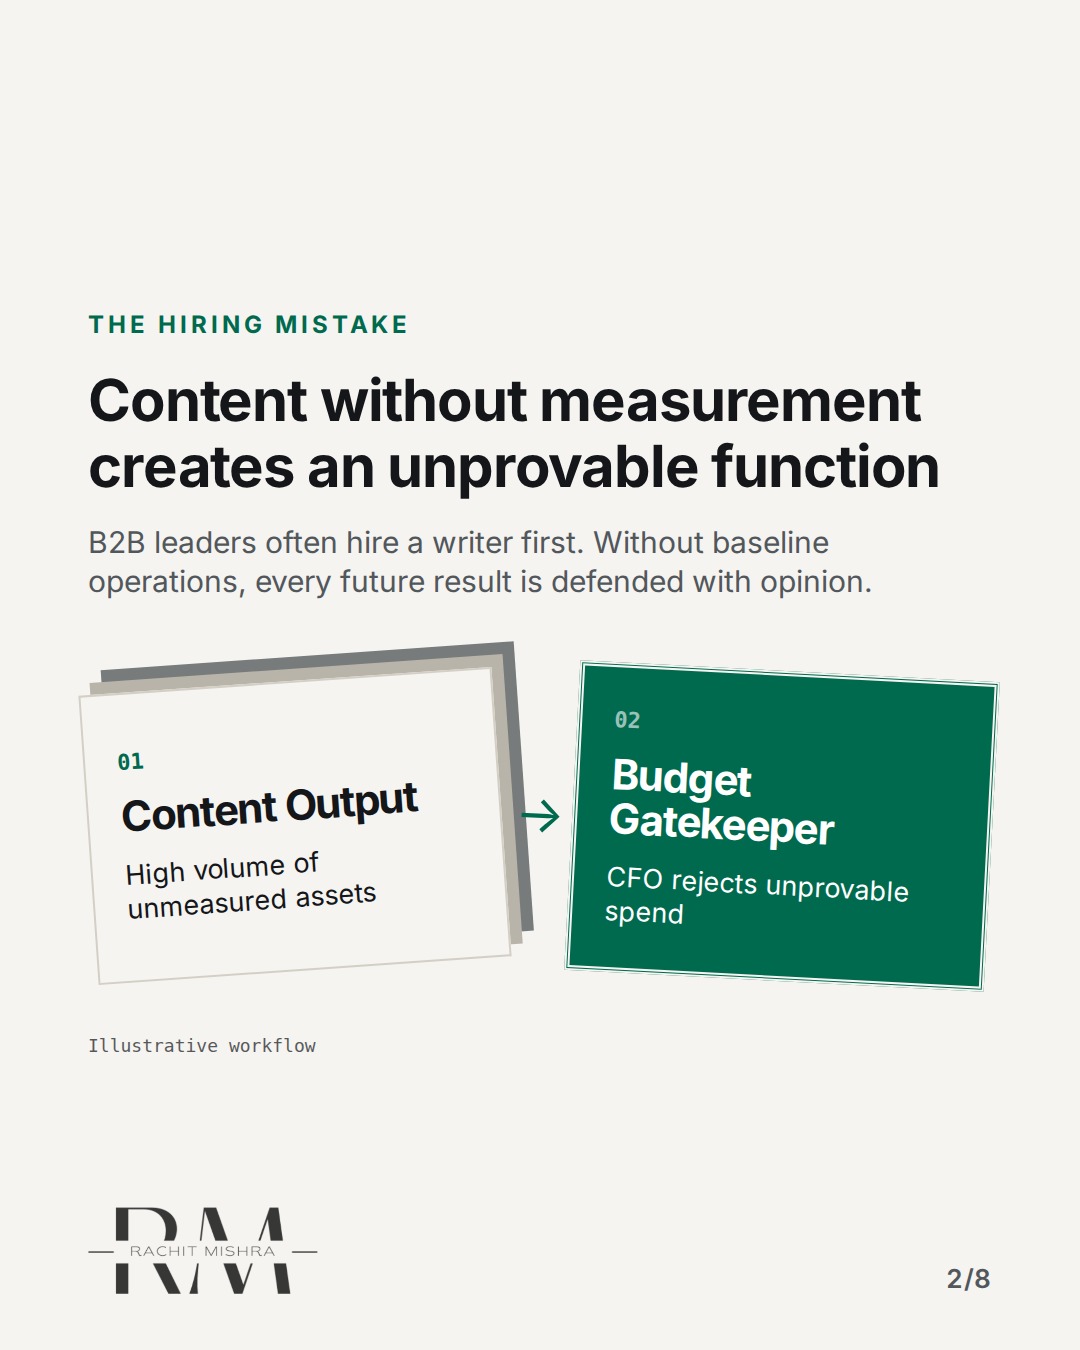 THE HIRING MISTAKE
Content without measurement
creates an unprovable function
B2B leaders often hire a writer first. Without baseline
operations, every future result is defended with opinion.
01
Content Output
High volume of
unmeasured assets
02
Budget
Gatekeeper
CFO rejects unprovable
spend
Illustrative workflow
RM
RACHIT MISHRA
2/8